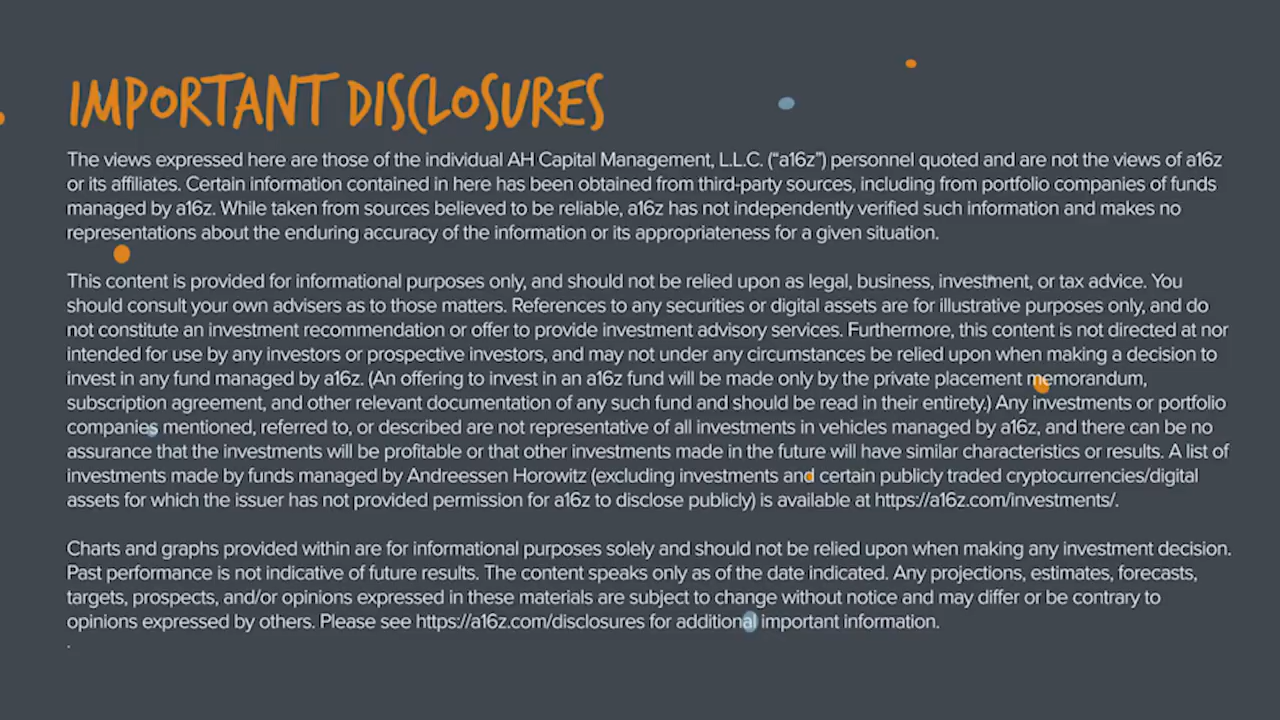 IMPORTANT DISCLOSURES
The views expressed here are those of the individual AH Capital Management, L.L.C. (“a16z”) personnel quoted and are not the views of a16z
or its affiliates. Certain information contained in here has been obtained from third-party sources, including from portfolio companies of funds
managed by a16z. While taken from sources believed to be reliable, a16z has not independently verified such information and makes no
representations about the enduring accuracy of the information or its appropriateness for a given situation.
This content is provided for informational purposes only, and should not be relied upon as legal, business, investment, or tax advice. You
should consult your own advisers as to those matters. References to any securities or digital assets are for illustrative purposes only, and do
not constitute an investment recommendation or offer to provide investment advisory services. Furthermore, this content is not directed at nor
intended for use by any investors or prospective investors, and may not under any circumstances be relied upon when making a decision to
invest in any fund managed by a16z. (An offering to invest in an a16z fund will be made only by the private placement memorandum,
subscription agreement, and other relevant documentation of any such fund and should be read in their entirety.) Any investments or portfolio
companies mentioned, referred to, or described are not representative of all investments in vehicles managed by a16z, and there can be no
assurance that the investments will be profitable or that other investments made in the future will have similar characteristics or results. A list of
investments made by funds managed by Andreessen Horowitz (excluding investments and certain publicly traded cryptocurrencies/digital
assets for which the issuer has not provided permission for a16z to disclose publicly) is available at https://a16z.com/investments/.
Charts and graphs provided within are for informational purposes solely and should not be relied upon when making any investment decision.
Past performance is not indicative of future results. The content speaks only as of the date indicated. Any projections, estimates, forecasts,
targets, prospects, and/or opinions expressed in these materials are subject to change without notice and may differ or be contrary to
opinions expressed by others. Please see https://a16z.com/disclosures for additional important information.
.